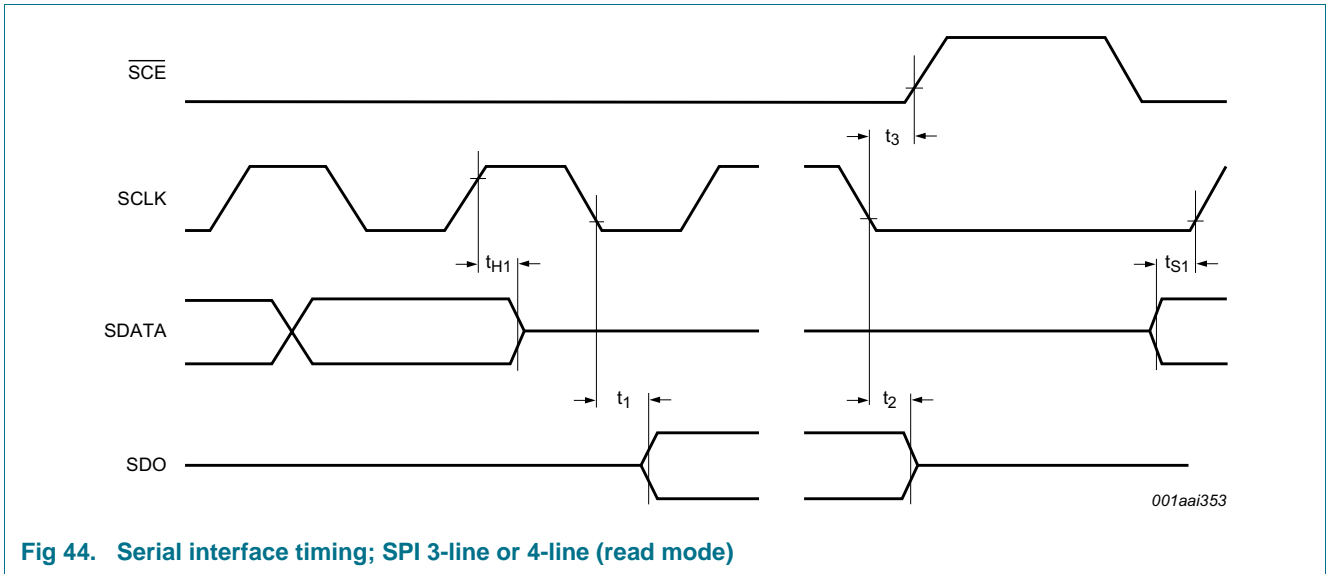 SCE
t3
SCLK
tH1
tS1
SDATA
t1
t2
SDO
001aai353
Fig 44. Serial interface timing; SPI 3-line or 4-line (read mode)